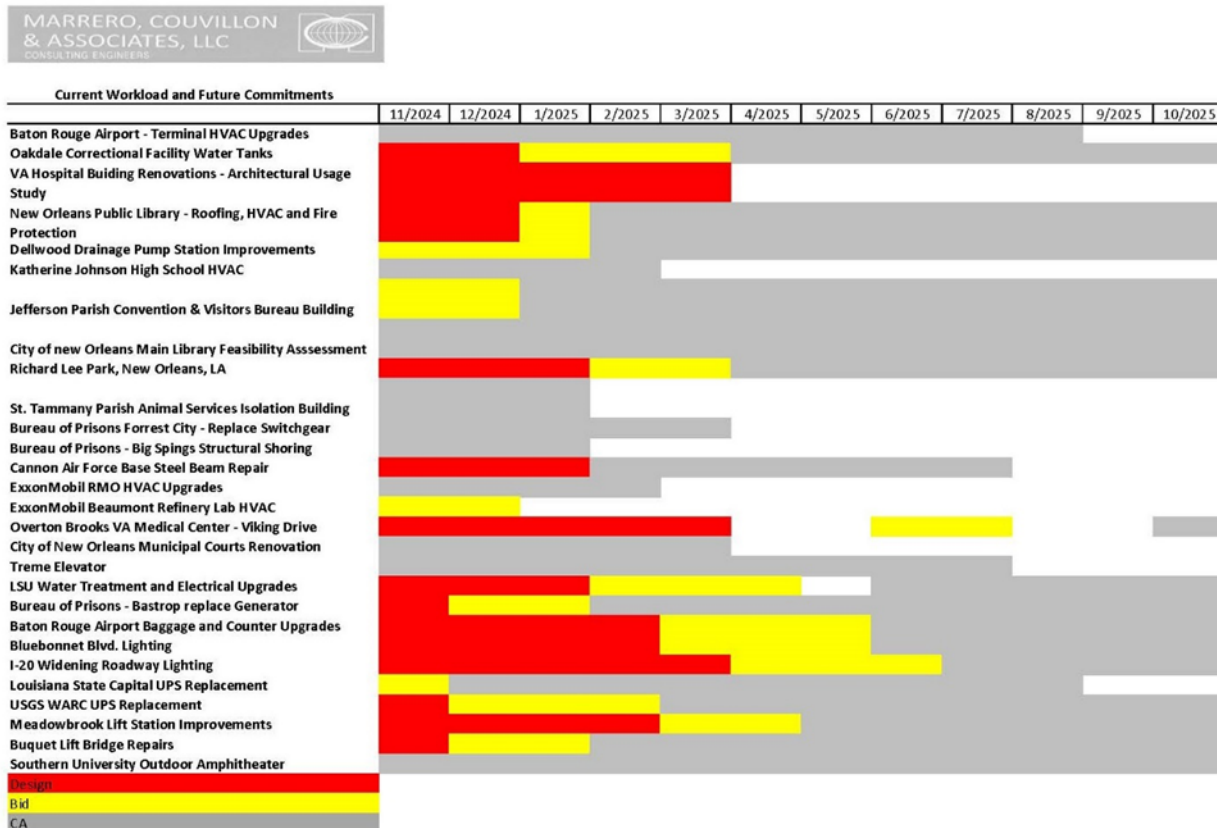 MARRERO, COUVILLON
& ASSOCIATES, LLC
CONSULTING ENGINEERS
Current Workload and Future Commitments
11/2024 12/2024 1/2025 2/2025 3/2025 4/2025 5/2025 6/2025 7/2025 8/2025 9/2025 10/2025
Baton Rouge Airport - Terminal HVAC Upgrades
Oakdale Correctional Facility Water Tanks
VA Hospital Buiding Renovations - Architectural Usage
Study
New Orleans Public Library - Roofing, HVAC and Fire
Protection
Dellwood Drainage Pump Station Improvements
Katherine Johnson High School HVAC
Jefferson Parish Convention & Visitors Bureau Building
City of new Orleans Main Library Feasibility Asssessment
Richard Lee Park, New Orleans, LA
St. Tammany Parish Animal Services Isolation Building
Bureau of Prisons Forrest City - Replace Switchgear
Bureau of Prisons - Big Spings Structural Shoring
Cannon Air Force Base Steel Beam Repair
ExxonMobil RMO HVAC Upgrades
ExxonMobil Beaumont Refinery Lab HVAC
Overton Brooks VA Medical Center - Viking Drive
City of New Orleans Municipal Courts Renovation
Treme Elevator
LSU Water Treatment and Electrical Upgrades
Bureau of Prisons - Bastrop replace Generator
Baton Rouge Airport Baggage and Counter Upgrades
Bluebonnet Blvd. Lighting
I-20 Widening Roadway Lighting
Louisiana State Capital UPS Replacement
USGS WARC UPS Replacement
Meadowbrook Lift Station Improvements
Buquet Lift Bridge Repairs
Southern University Outdoor Amphitheater
Design
Bid
CA